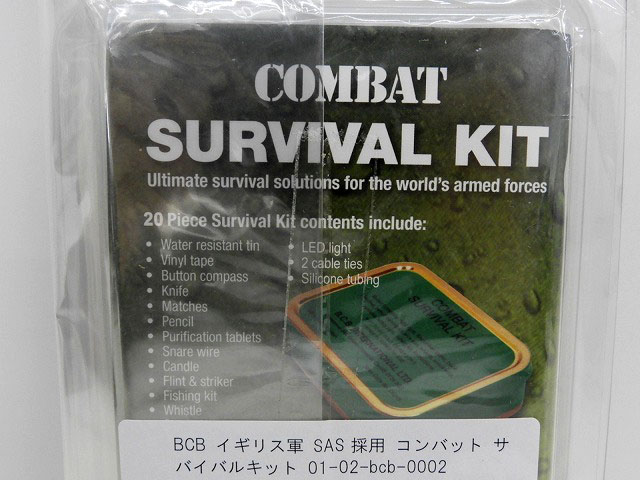 COMBAT
SURVIVAL KIT
Ultimate survival solutions for the world's armed forces
20 Piece Survival Kit contents include:
• Water resistant tin
• Vinyl tape
• Button compass
• Knife
• Matches
• Pencil
• Purification tablets
• Snare wire
• Candle
• Flint & striker
• Fishing kit
• Whistle
• LED light
• 2 cable ties
• Silicone tubing
COMBAT
SURVIVAL KIT
BCB イギリス軍 SAS採用 コンバット サ
バイバルキット 01-02-bcb-0002